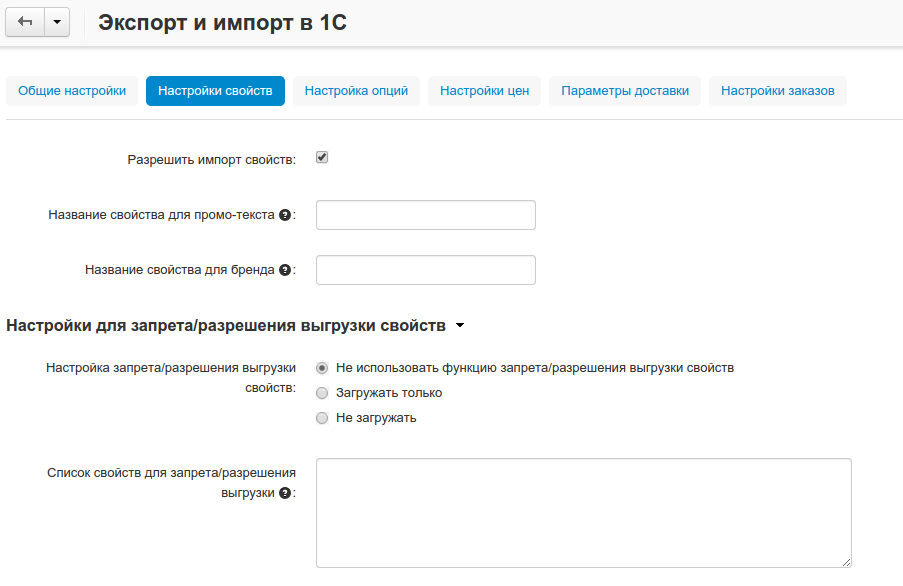 Экспорт и импорт в 1С
Общие настройки Настройки свойств Настройка опций Настройки цен Параметры доставки Настройки заказов
Разрешить импорт свойств:
Название свойства для промо-текста ?:
Название свойства для бренда ?:
Настройки для запрета/разрешения выгрузки свойств
Настройка запрета/разрешения выгрузки
свойств:
Не использовать функцию запрета/разрешения выгрузки свойств
Загружать только
Не загружать
Список свойств для запрета/разрешения
выгрузки ?: